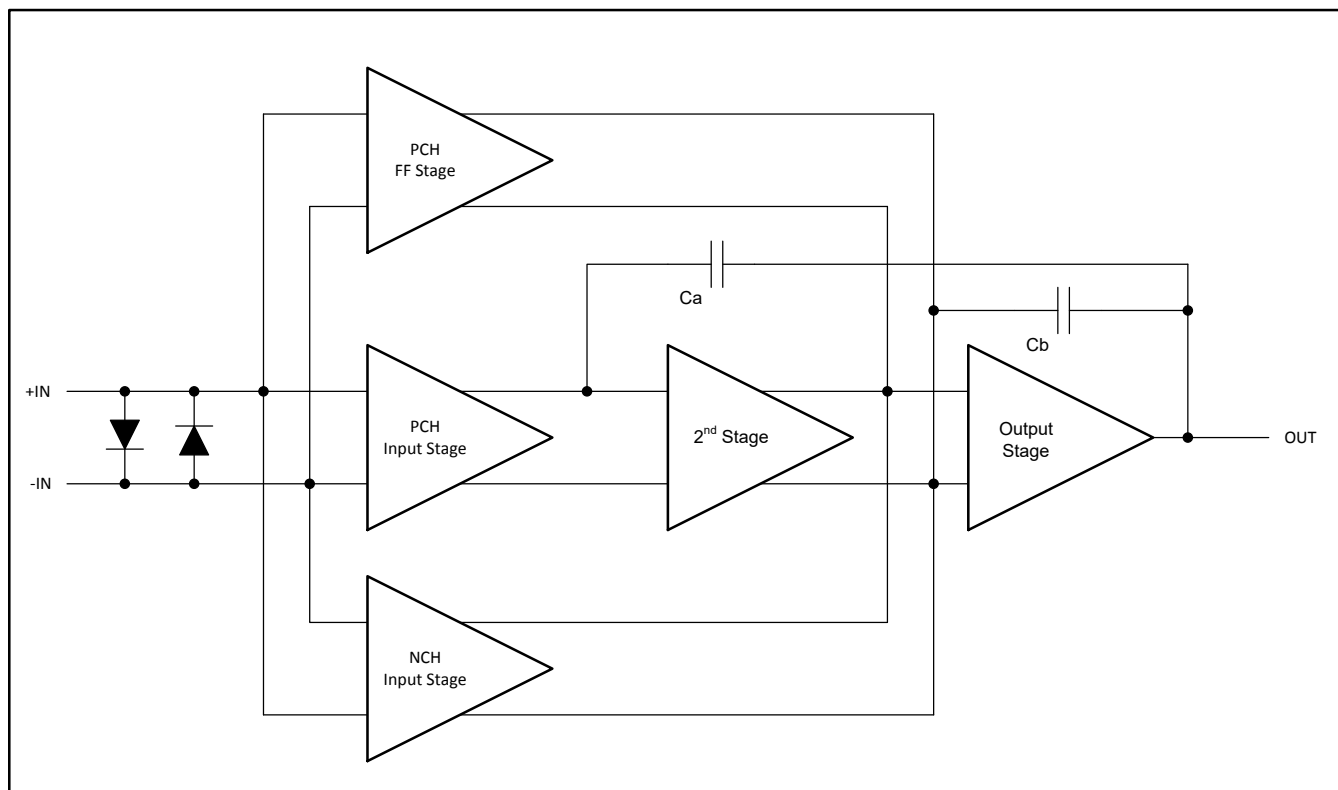 PCH
FF Stage
Ca
Cb
+IN
-IN
PCH
Input Stage
2nd Stage
Output
Stage
OUT
NCH
Input Stage